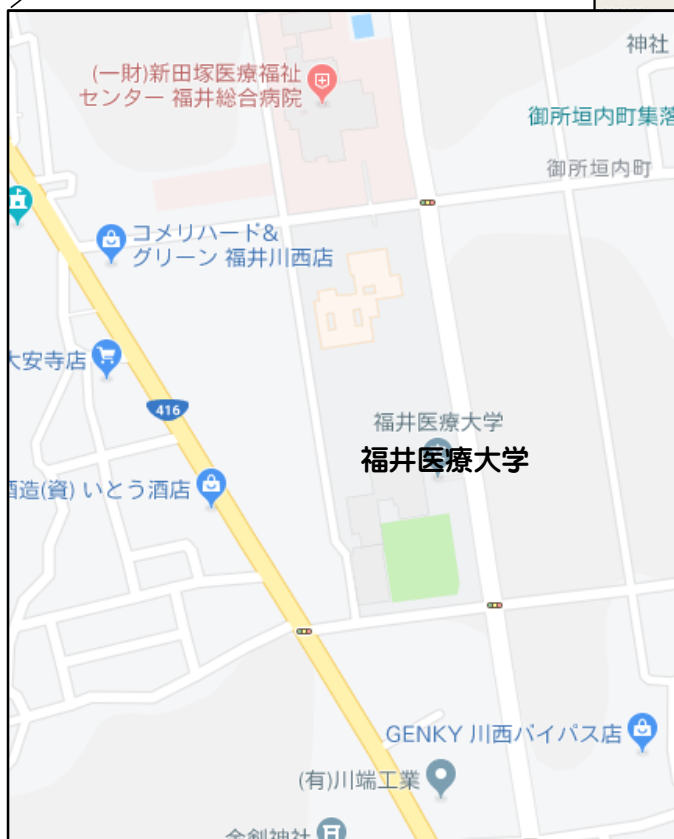 神社
(一財)新田塚医療福祉
センター 福井総合病院
御所垣内町集落
御所垣内町
コメリハード&
グリーン 福井川西店
大安寺店
416
福井医療大学
福井医療大学
酒造(資) いとう酒店
GENKY 川西バイパス店
(有)川端工業
金剣神社